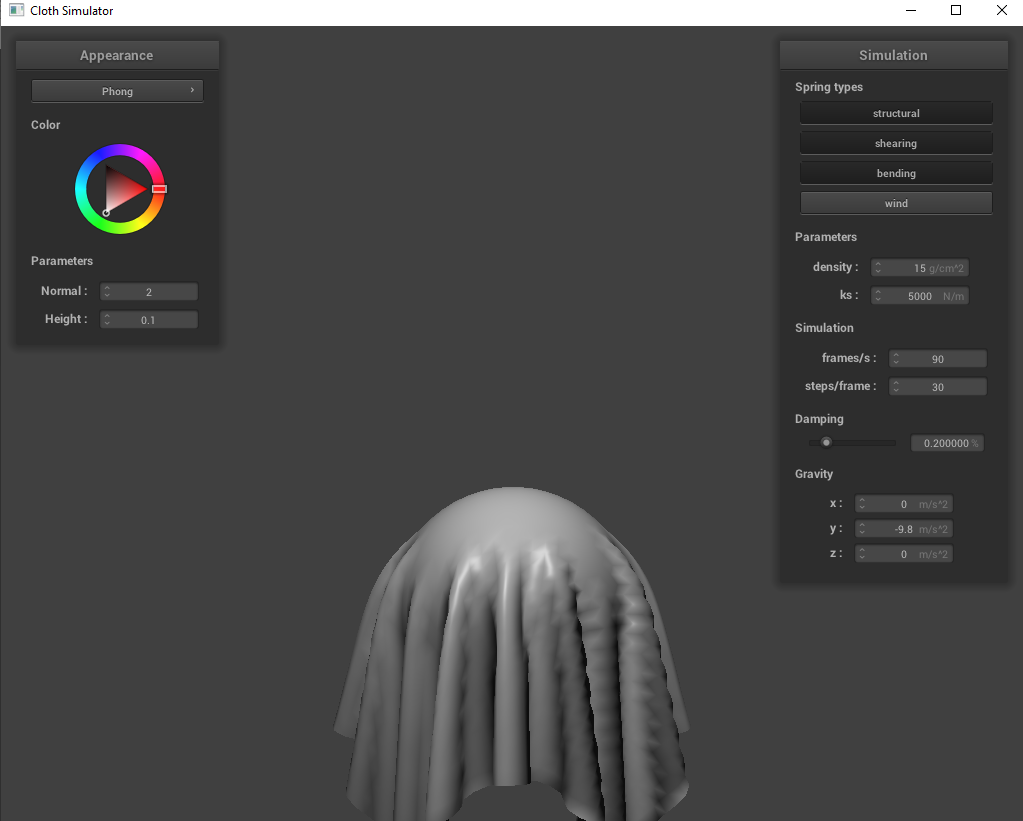 Cloth Simulator
Appearance
Phong
Color
Parameters
Normal : 2
Height : 0.1
Simulation
Spring types
structural
shearing
bending
wind
Parameters
density : 15 g/cm^2
ks : 5000 N/m
Simulation
frames/s : 90
steps/frame : 30
Damping
0.200000 %
Gravity
x : 0 m/s^2
y : -9.8 m/s^2
z : 0 m/s^2